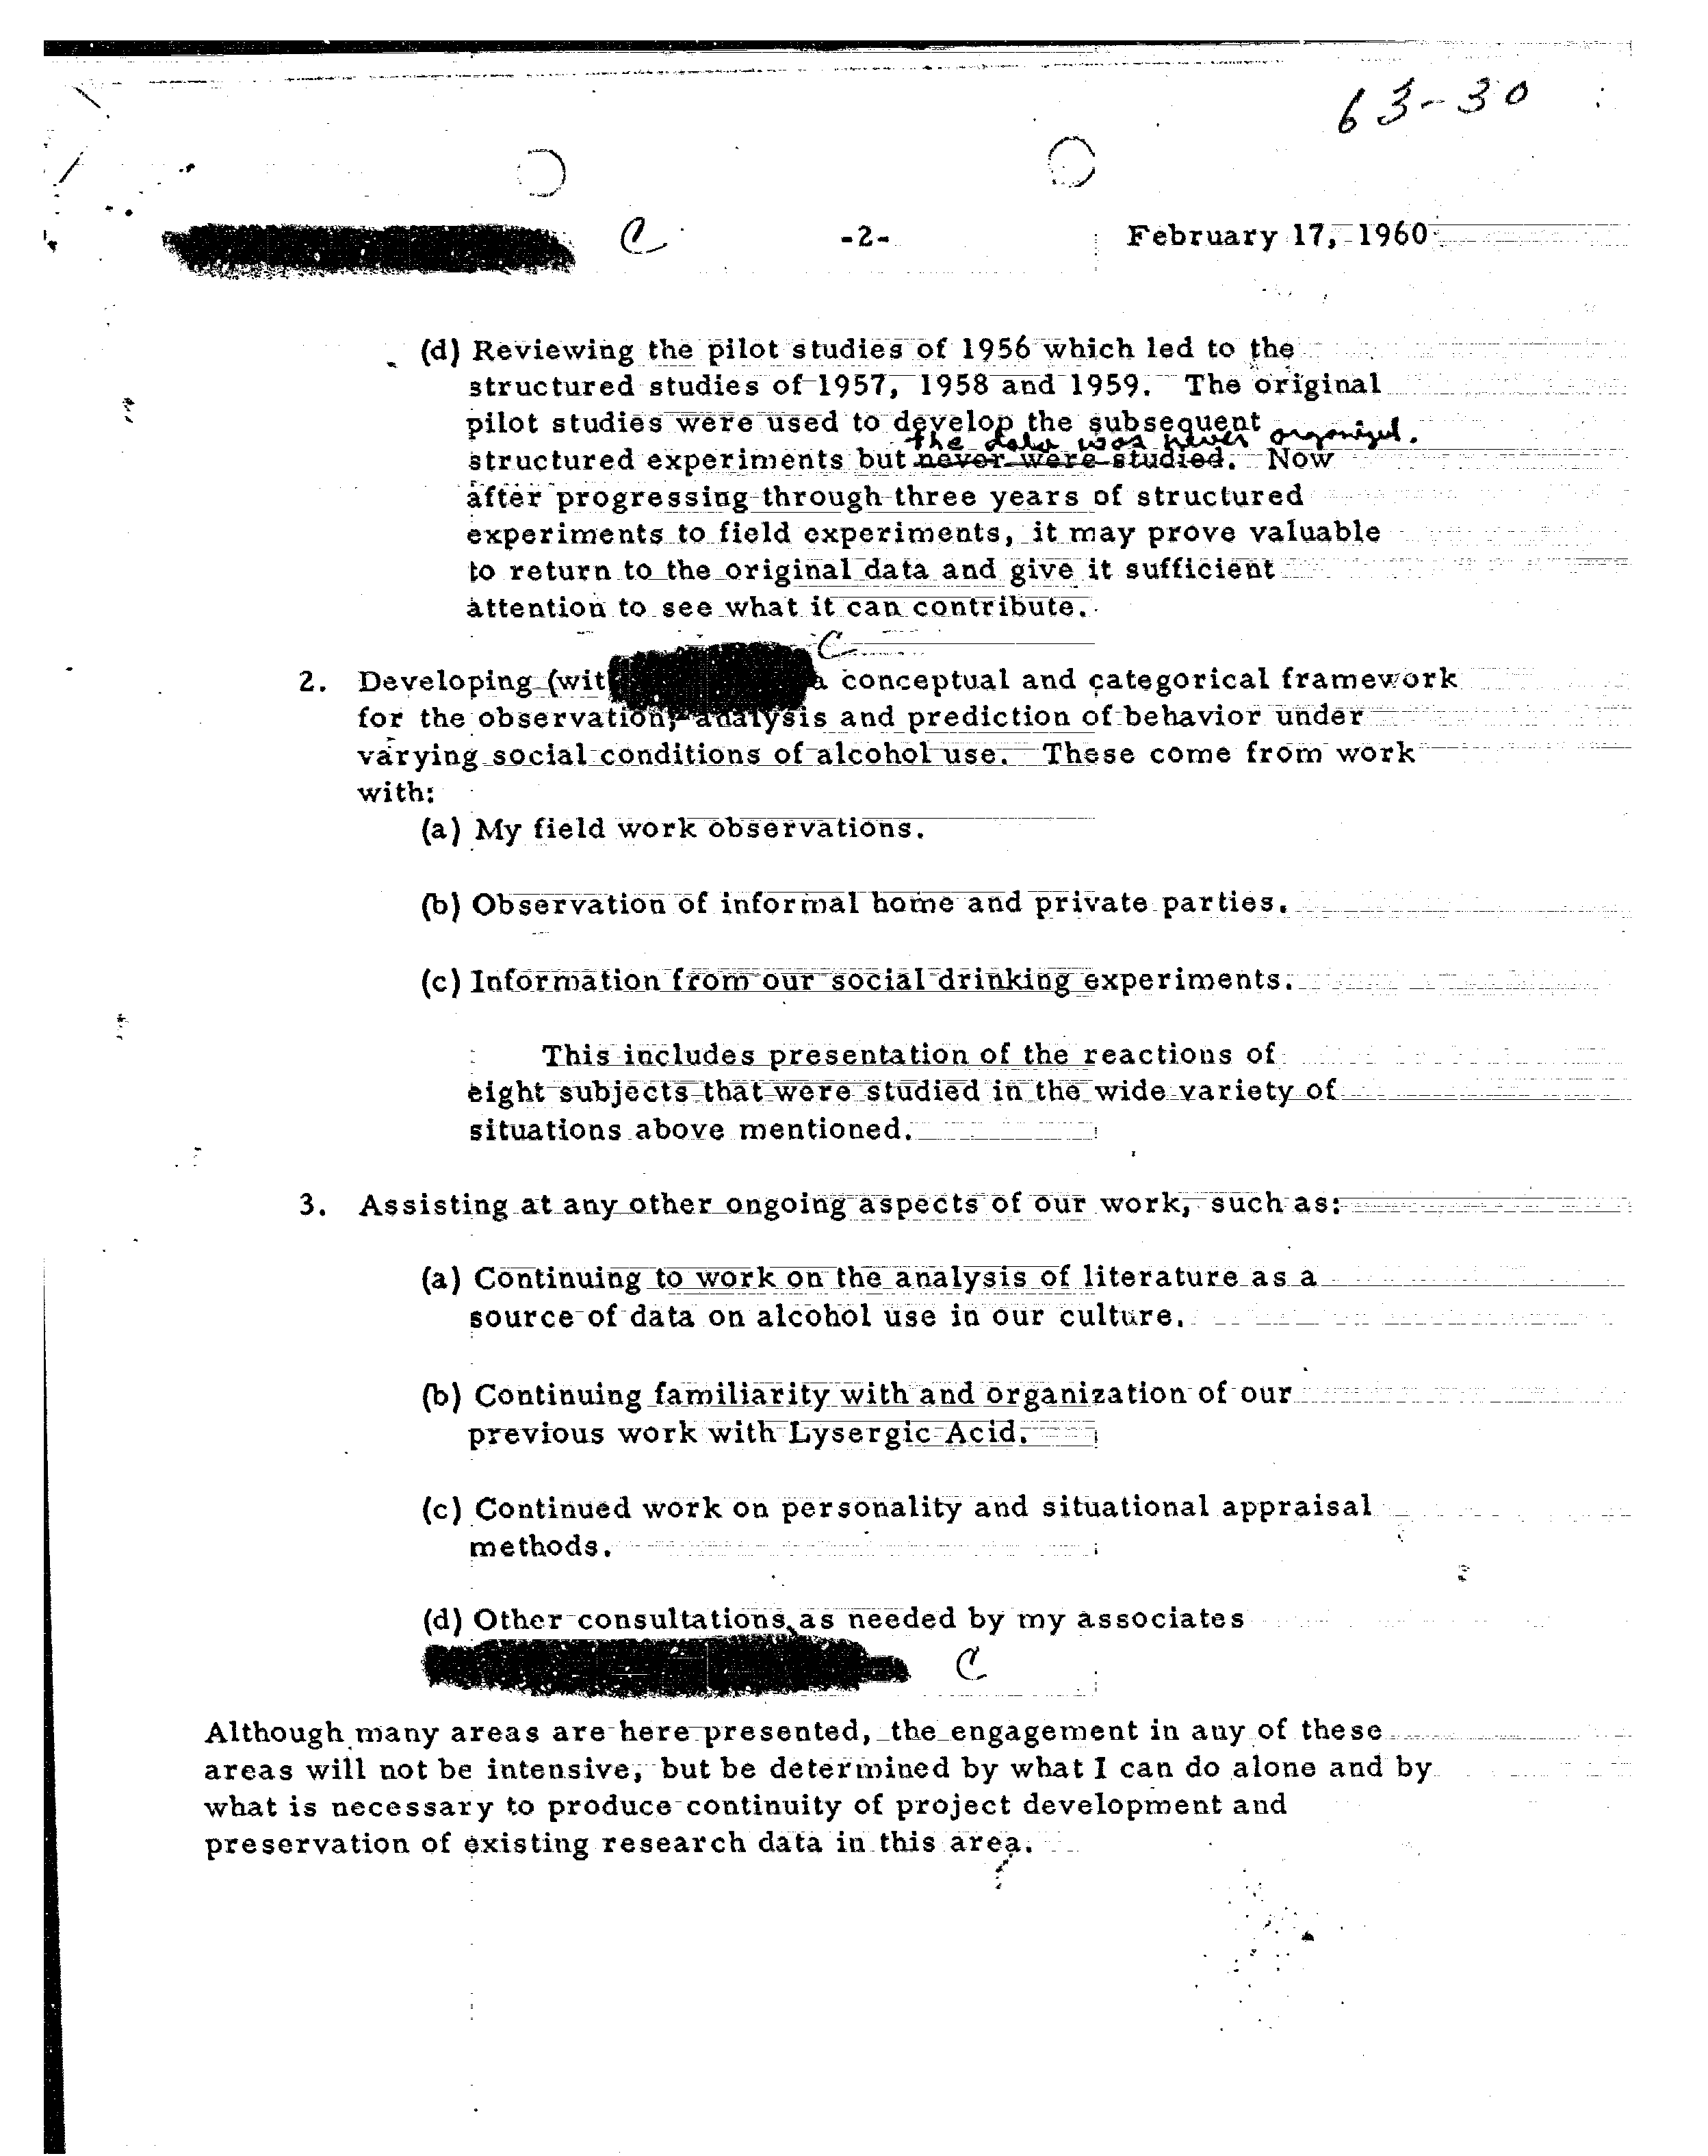 63-30
C -2- February 17, 1960
(d) Reviewing the pilot studies of 1956 which led to the
structured studies of 1957, 1958 and 1959. The original
pilot studies were used to develop the subsequent
the data was never organized.
structured experiments but never were studied. Now
after progressing through three years of structured
experiments to field experiments, it may prove valuable
to return to the original data and give it sufficient
attention to see what it can contribute.
C
2. Developing (wit a conceptual and categorical framework
for the observation, analysis and prediction of behavior under
varying social conditions of alcohol use. These come from work
with:
(a) My field work observations.
(b) Observation of informal home and private parties.
(c) Information from our social drinking experiments.
This includes presentation of the reactions of
eight subjects that were studied in the wide variety of
situations above mentioned.
3. Assisting at any other ongoing aspects of our work, such as:
(a) Continuing to work on the analysis of literature as a
source of data on alcohol use in our culture.
(b) Continuing familiarity with and organization of our
previous work with Lysergic Acid.
(c) Continued work on personality and situational appraisal
methods.
(d) Other consultations, as needed by my associates
C
Although many areas are here presented, the engagement in any of these
areas will not be intensive, but be determined by what I can do alone and by
what is necessary to produce continuity of project development and
preservation of existing research data in this area.